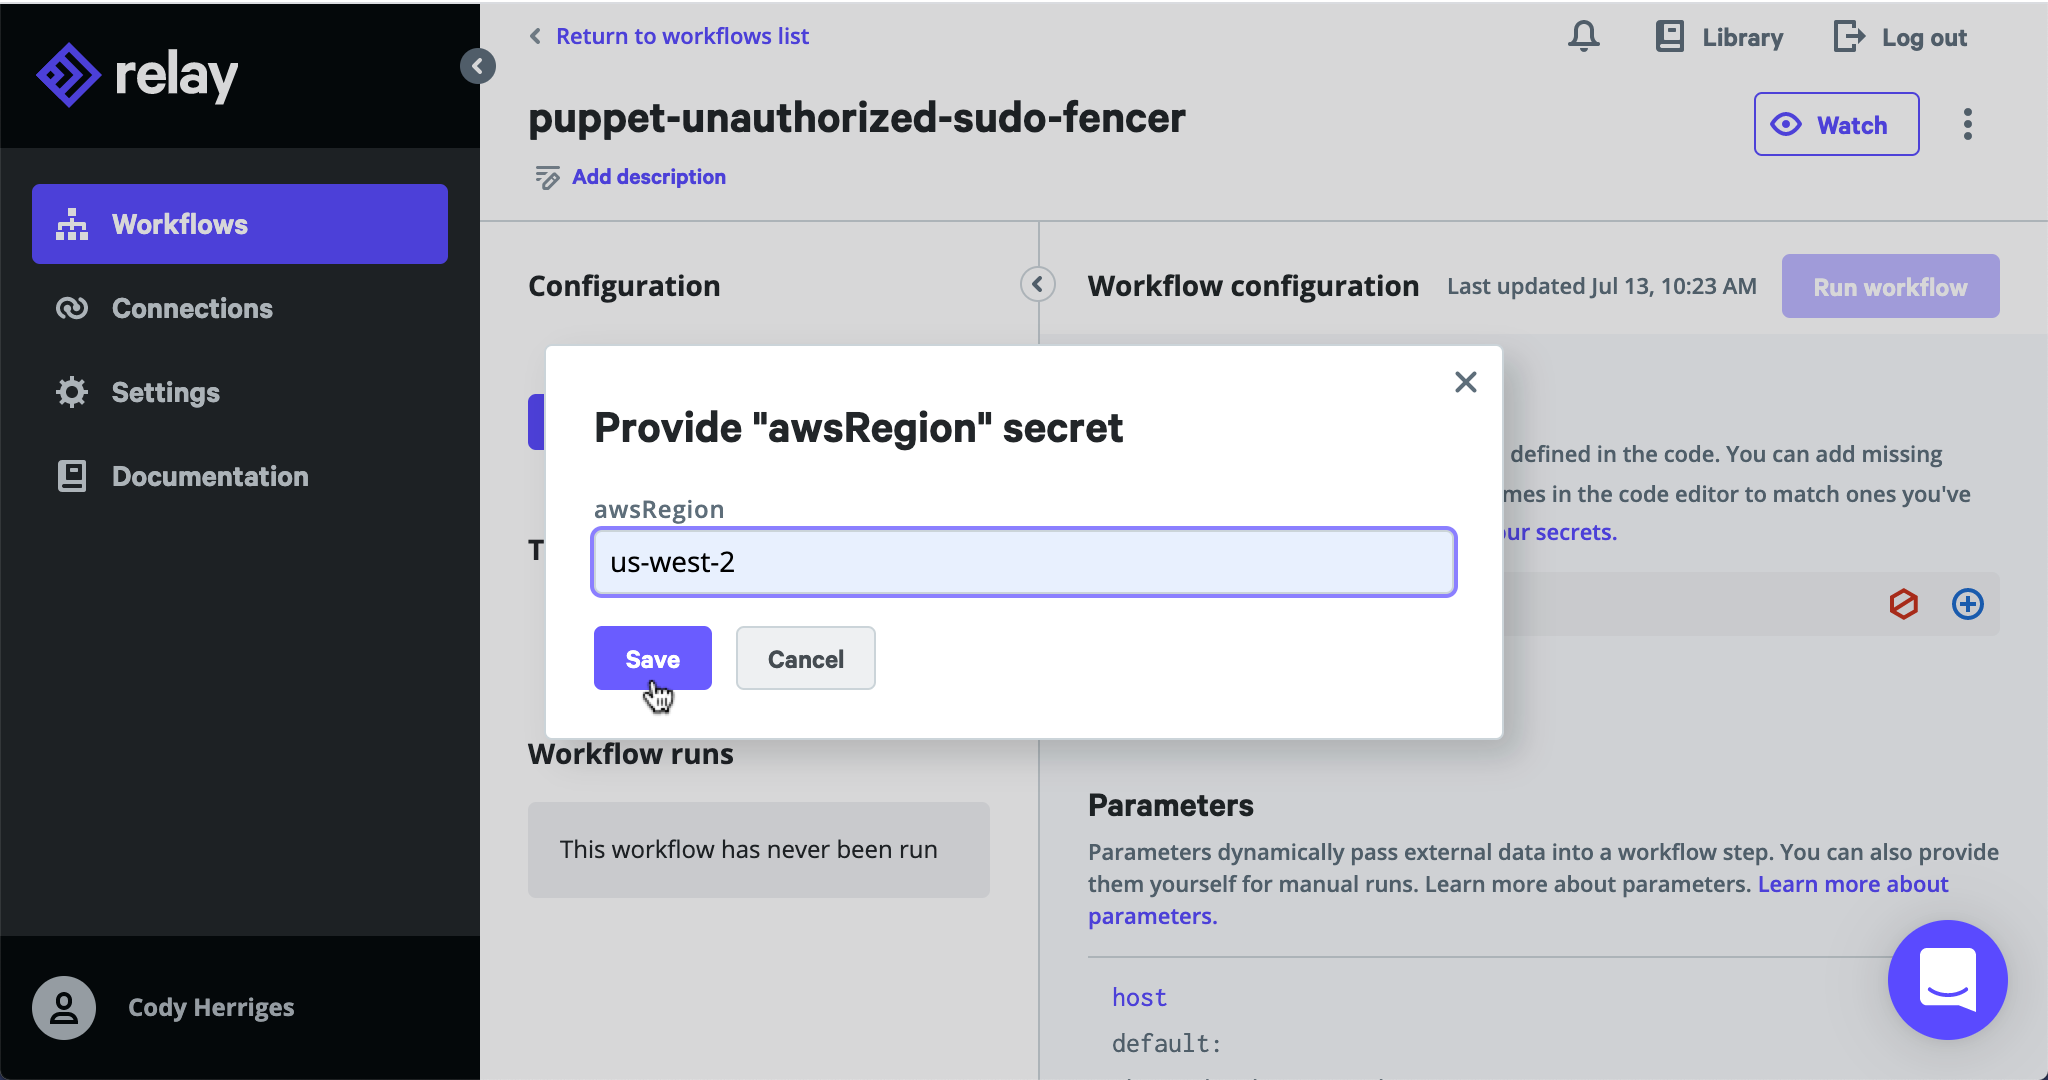 relay
Workflows
Connections
Settings
Documentation
Cody Herriges
Return to workflows list
Library
Log out
puppet-unauthorized-sudo-fencer
Watch
Add description
Configuration
Workflow configuration
Last updated Jul 13, 10:23 AM
Run workflow
Provide "awsRegion" secret
awsRegion
us-west-2
Save
Cancel
defined in the code. You can add missing
in the code editor to match ones you've
secrets.
Workflow runs
This workflow has never been run
Parameters
Parameters dynamically pass external data into a workflow step. You can also provide
them yourself for manual runs. Learn more about parameters. Learn more about
parameters.
host
default: